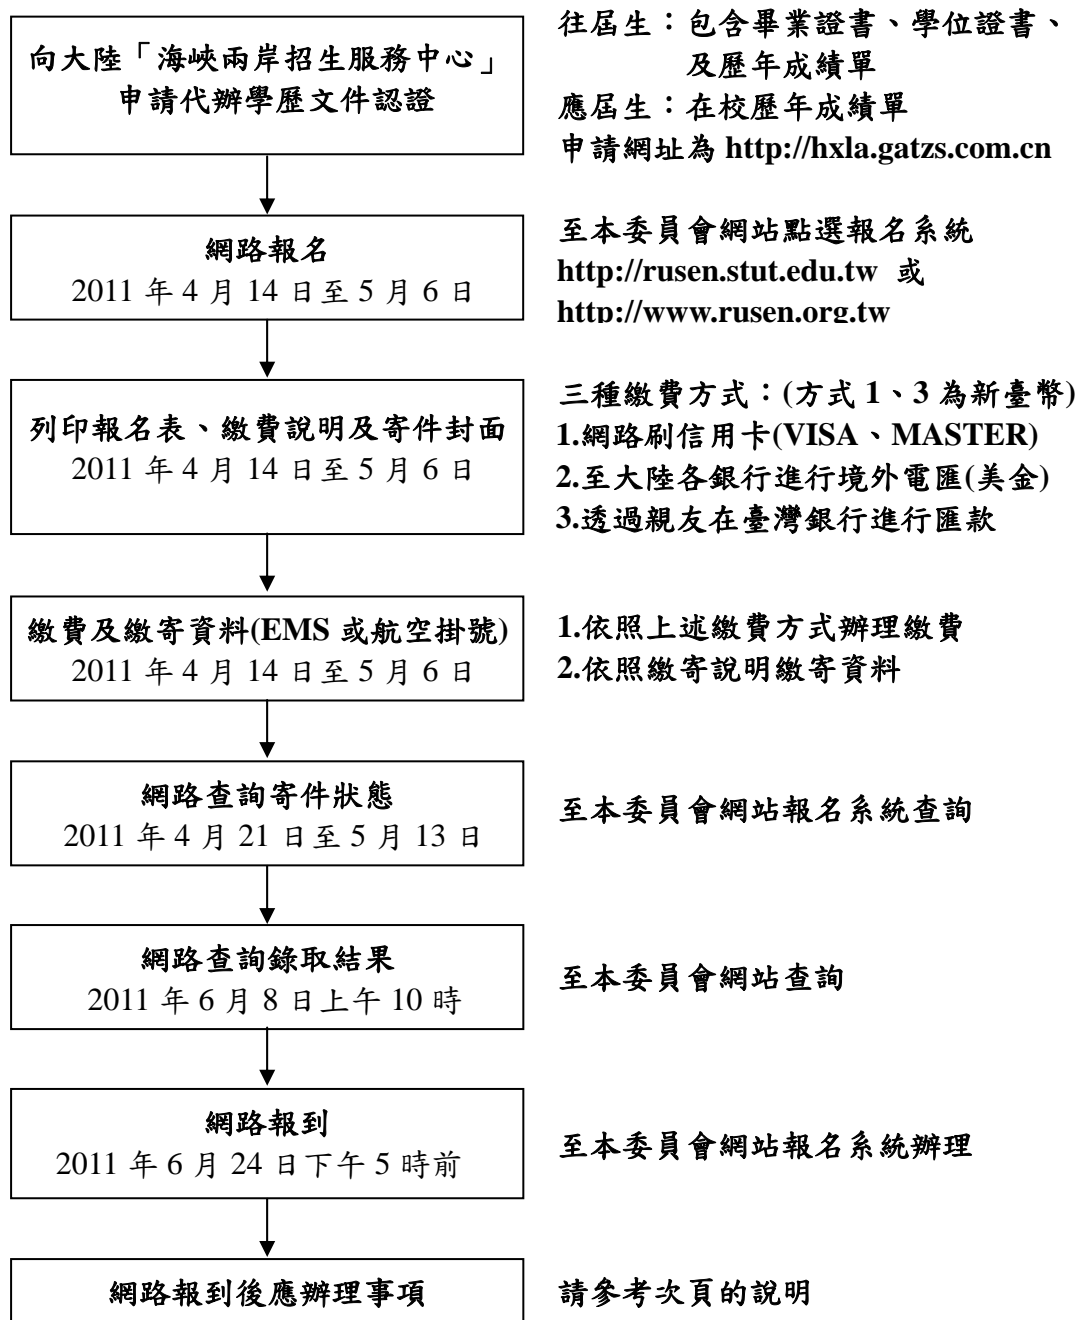 向大陸「海峽兩岸招生服務中心」
申請代辦學歷文件認證
往屆生：包含畢業證書、學位證書、
及歷年成績單
應屆生：在校歷年成績單
申請網址為 http://hxla.gatzs.com.cn
網路報名
2011 年 4 月 14 日至 5 月 6 日
至本委員會網站點選報名系統
http://rusen.stut.edu.tw 或
http://www.rusen.org.tw
列印報名表、繳費說明及寄件封面
2011 年 4 月 14 日至 5 月 6 日
三種繳費方式：(方式 1、3 為新臺幣)
1.網路刷信用卡(VISA、MASTER)
2.至大陸各銀行進行境外電匯(美金)
3.透過親友在臺灣銀行進行匯款
繳費及繳寄資料(EMS 或航空掛號)
2011 年 4 月 14 日至 5 月 6 日
1.依照上述繳費方式辦理繳費
2.依照繳寄說明繳寄資料
網路查詢寄件狀態
2011 年 4 月 21 日至 5 月 13 日
至本委員會網站報名系統查詢
網路查詢錄取結果
2011 年 6 月 8 日上午 10 時
至本委員會網站查詢
網路報到
2011 年 6 月 24 日下午 5 時前
至本委員會網站報名系統辦理
網路報到後應辦理事項
請參考次頁的說明